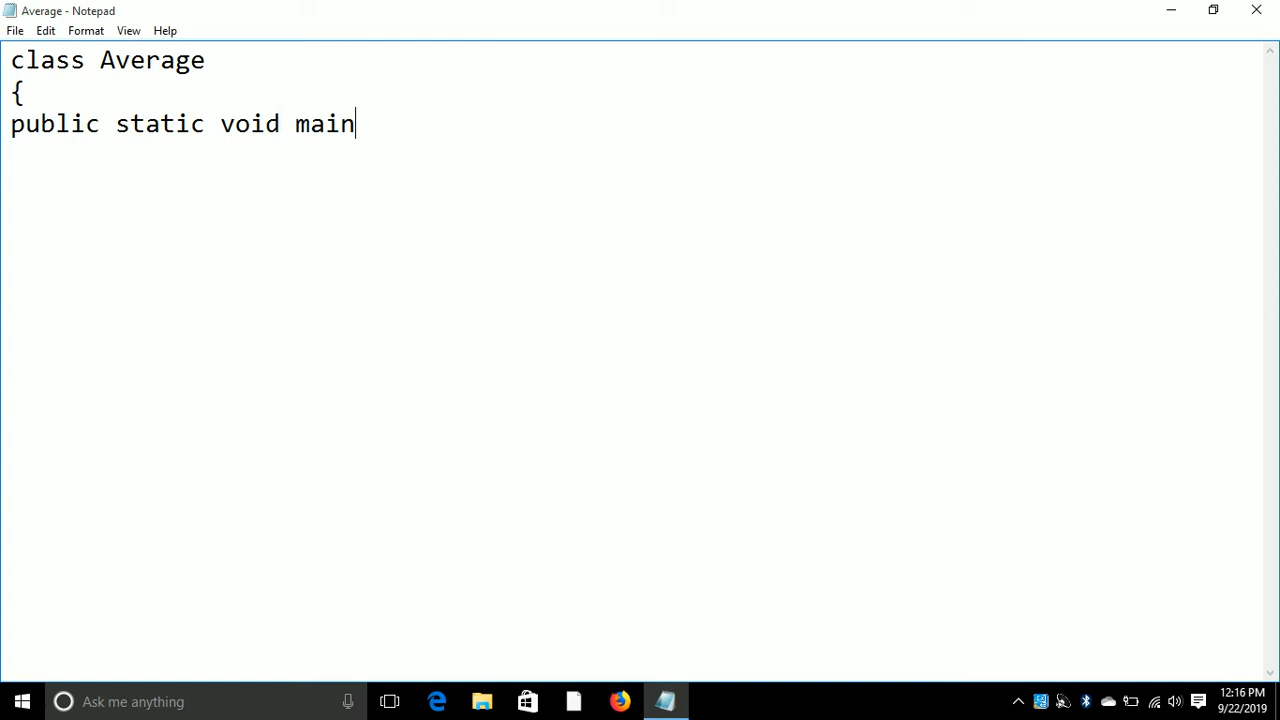 Average - Notepad
File Edit Format View Help
class Average
{
public static void main
Ask me anything
12:16 PM
9/22/2019